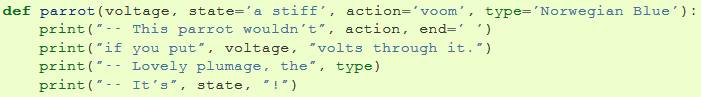 def parrot(voltage, state='a stiff', action='voom', type='Norwegian Blue'):
    print("-- This parrot wouldn't", action, end=' ')
    print("if you put", voltage, "volts through it.")
    print("-- Lovely plumage, the", type)
    print("-- It's", state, "!")